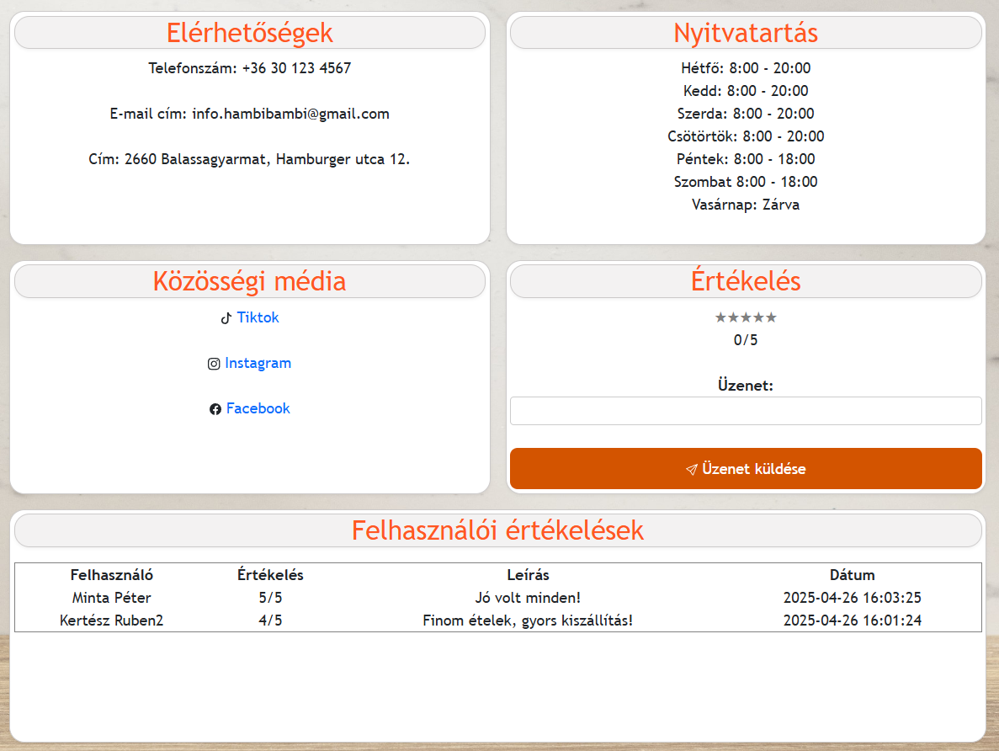 Elérhetőségek
Telefonszám: +36 30 123 4567
E-mail cím: info.hambibambi@gmail.com
Cím: 2660 Balassagyarmat, Hamburger utca 12.
Nyitvatartás
Hétfő: 8:00 - 20:00
Kedd: 8:00 - 20:00
Szerda: 8:00 - 20:00
Csötörtök: 8:00 - 20:00
Péntek: 8:00 - 18:00
Szombat 8:00 - 18:00
Vasárnap: Zárva
Közösségi média
Tiktok
Instagram
Facebook
Értékelés
★★★★★
0/5
Üzenet:
Üzenet küldése
Felhasználói értékelések
Felhasználó Értékelés Leírás Dátum
Minta Péter 5/5 Jó volt minden! 2025-04-26 16:03:25
Kertész Ruben2 4/5 Finom ételek, gyors kiszállítás! 2025-04-26 16:01:24